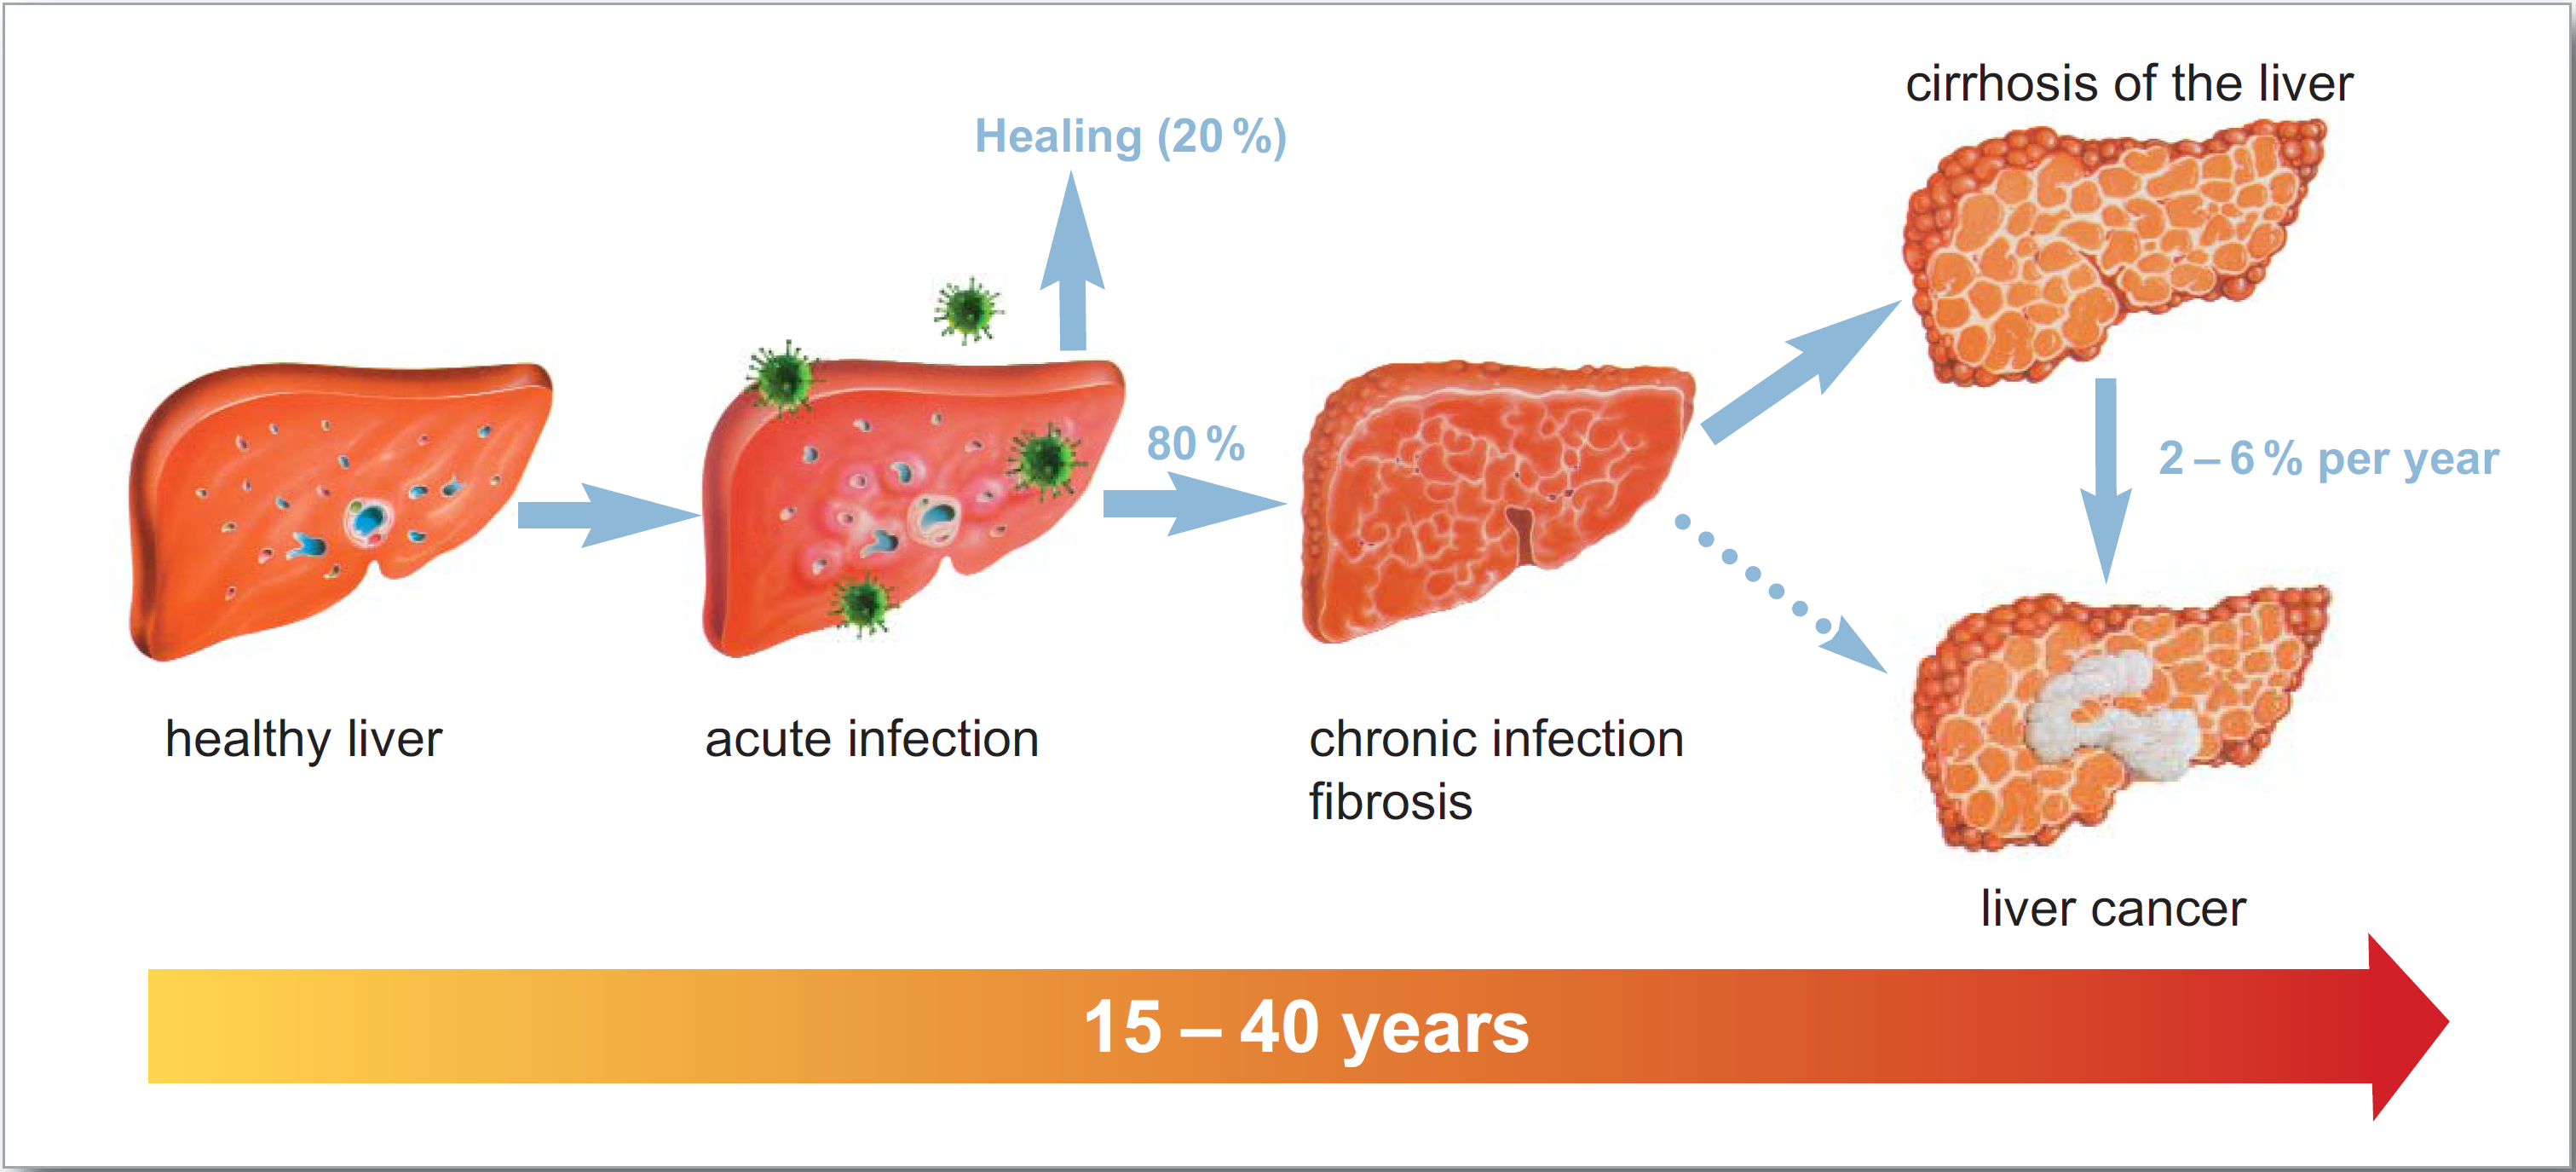 cirrhosis of the liver
Healing (20 %)
80 %
2 – 6 % per year
healthy liver
acute infection
chronic infection
fibrosis
liver cancer
15 – 40 years